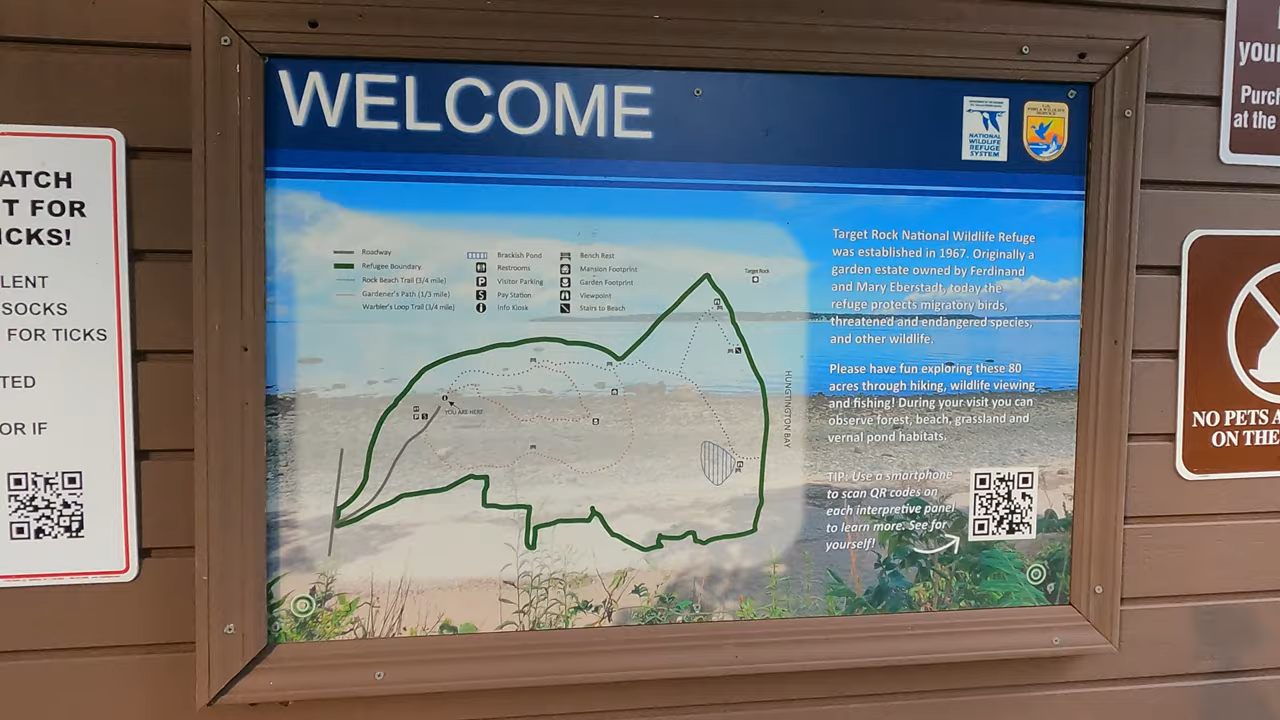 ATCH
T FOR
ICKS!
LENT
SOCKS
FOR TICKS
TED
OR IF
WELCOME
NATIONAL
WILDLIFE
REFUGE
SYSTEM
Roadway
Refugee Boundary
Rock Beach Trail (3/4 mile)
Gardener's Path (1/3 mile)
Warbler's Loop Trail (3/4 mile)
Brackish Pond
Restrooms
P Visitor Parking
$ Pay Station
i Info Kiosk
Bench Rest
Mansion Footprint
Garden Footprint
Viewpoint
Stairs to Beach
Target Rock
YOU ARE HERE
P $
HUNGTINGTON BAY
Target Rock National Wildlife Refuge
was established in 1967. Originally a
garden estate owned by Ferdinand
and Mary Eberstadt, today the
refuge protects migratory birds,
threatened and endangered species,
and other wildlife.
Please have fun exploring these 80
acres through hiking, wildlife viewing
and fishing! During your visit you can
observe forest, beach, grassland and
vernal pond habitats.
TIP: Use a smartphone
to scan QR codes on
each interpretive panel
to learn more. See for
yourself!
you
Purch
at the
NO PETS A
ON THE